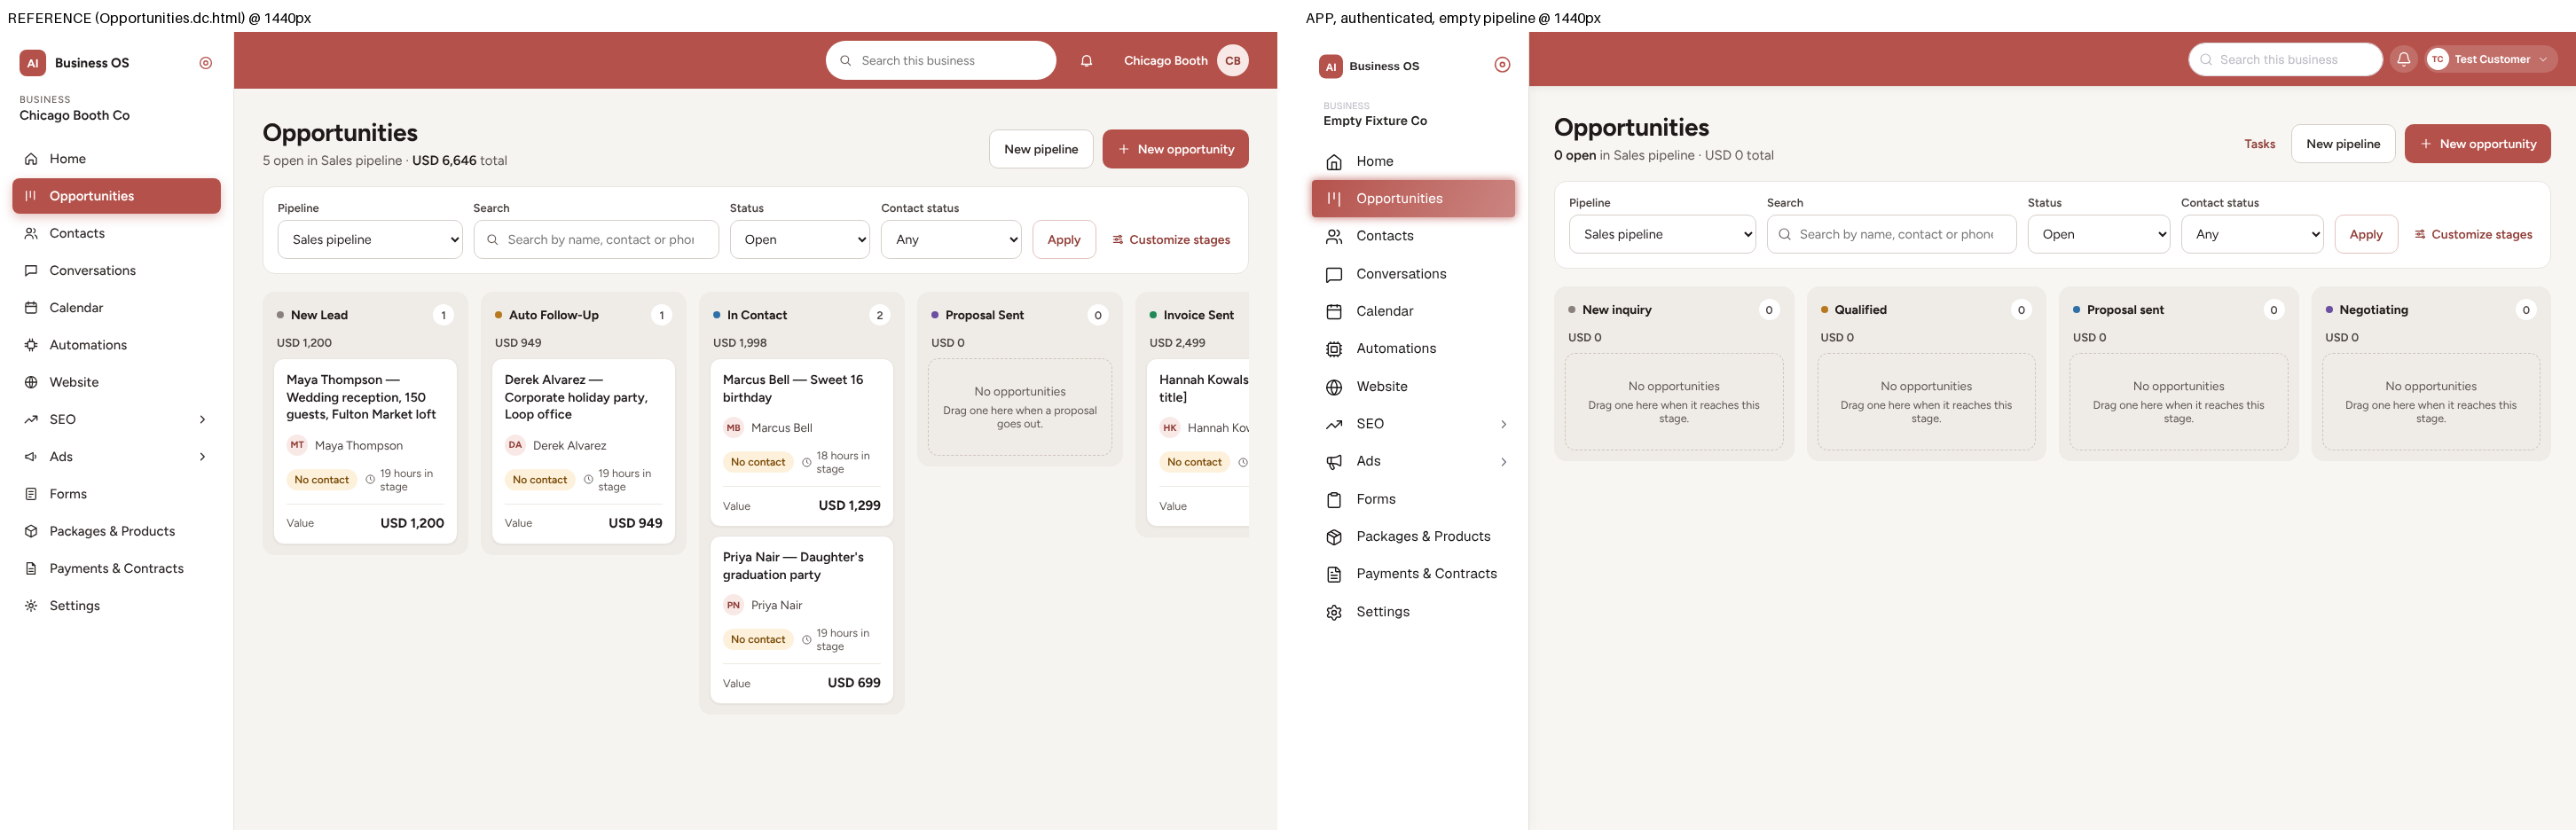 REFERENCE (Opportunities.dc.html) @ 1440px
AI Business OS
BUSINESS
Chicago Booth Co
Home
Opportunities
Contacts
Conversations
Calendar
Automations
Website
SEO
Ads
Forms
Packages & Products
Payments & Contracts
Settings
Search this business
Chicago Booth CB
Opportunities
5 open in Sales pipeline · USD 6,646 total
New pipeline
New opportunity
Pipeline
Sales pipeline
Search
Search by name, contact or phor
Status
Open
Contact status
Any
Apply
Customize stages
New Lead 1
USD 1,200
Maya Thompson —
Wedding reception, 150
guests, Fulton Market loft
MT Maya Thompson
No contact
19 hours in
stage
Value USD 1,200
Auto Follow-Up 1
USD 949
Derek Alvarez —
Corporate holiday party,
Loop office
DA Derek Alvarez
No contact
19 hours in
stage
Value USD 949
In Contact 2
USD 1,998
Marcus Bell — Sweet 16
birthday
MB Marcus Bell
No contact
18 hours in
stage
Value USD 1,299
Priya Nair — Daughter's
graduation party
PN Priya Nair
No contact
19 hours in
stage
Value USD 699
Proposal Sent 0
USD 0
No opportunities
Drag one here when a proposal
goes out.
Invoice Sent
USD 2,499
Hannah Kowals
title]
HK Hannah Kov
No contact
Value
APP, authenticated, empty pipeline @ 1440px
AI Business OS
BUSINESS
Empty Fixture Co
Home
Opportunities
Contacts
Conversations
Calendar
Automations
Website
SEO
Ads
Forms
Packages & Products
Payments & Contracts
Settings
Search this business
TC Test Customer
Opportunities
0 open in Sales pipeline · USD 0 total
Tasks
New pipeline
New opportunity
Pipeline
Sales pipeline
Search
Search by name, contact or phone
Status
Open
Contact status
Any
Apply
Customize stages
New inquiry 0
USD 0
No opportunities
Drag one here when it reaches this
stage.
Qualified 0
USD 0
No opportunities
Drag one here when it reaches this
stage.
Proposal sent 0
USD 0
No opportunities
Drag one here when it reaches this
stage.
Negotiating 0
USD 0
No opportunities
Drag one here when it reaches this
stage.